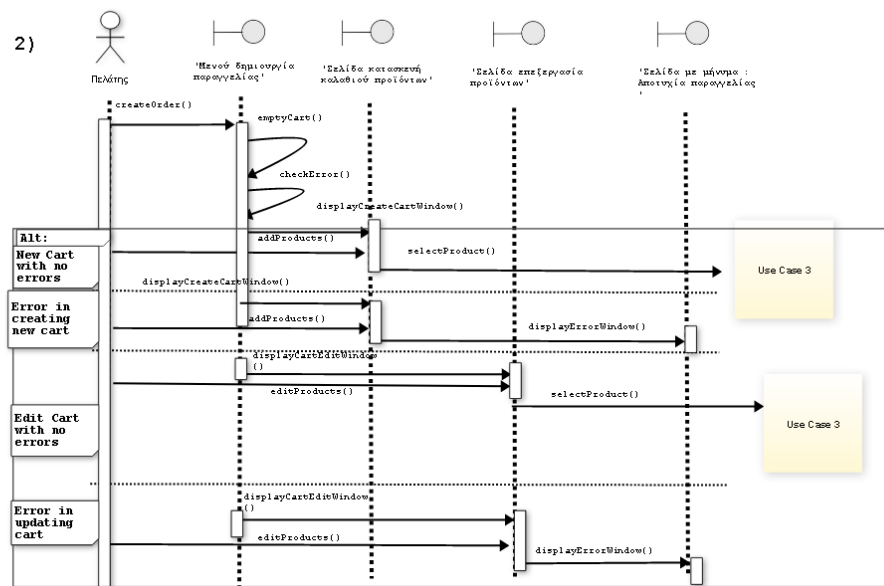 2)
Πελάτης
'Μενού δημιουργία
παραγγελίας'
'Σελίδα κατασκευή
καλαθιού προϊόντων'
'Σελίδα επεξεργασία
προϊόντων'
'Σελίδα με μήνυμα :
Αποτυχία παραγγελίας
'
createOrder()
emptyCart()
checkError()
displayCreateCartWindow()
Alt:
addProducts()
New Cart
with no
errors
selectProduct()
Use Case 3
displayCreateCartWindow()
Error in
creating
new cart
addProducts()
displayErrorWindow()
displayCartEditWindow
()
editProducts()
selectProduct()
Edit Cart
with no
errors
Use Case 3
displayCartEditWindow
()
Error in
updating
cart
editProducts()
displayErrorWindow()